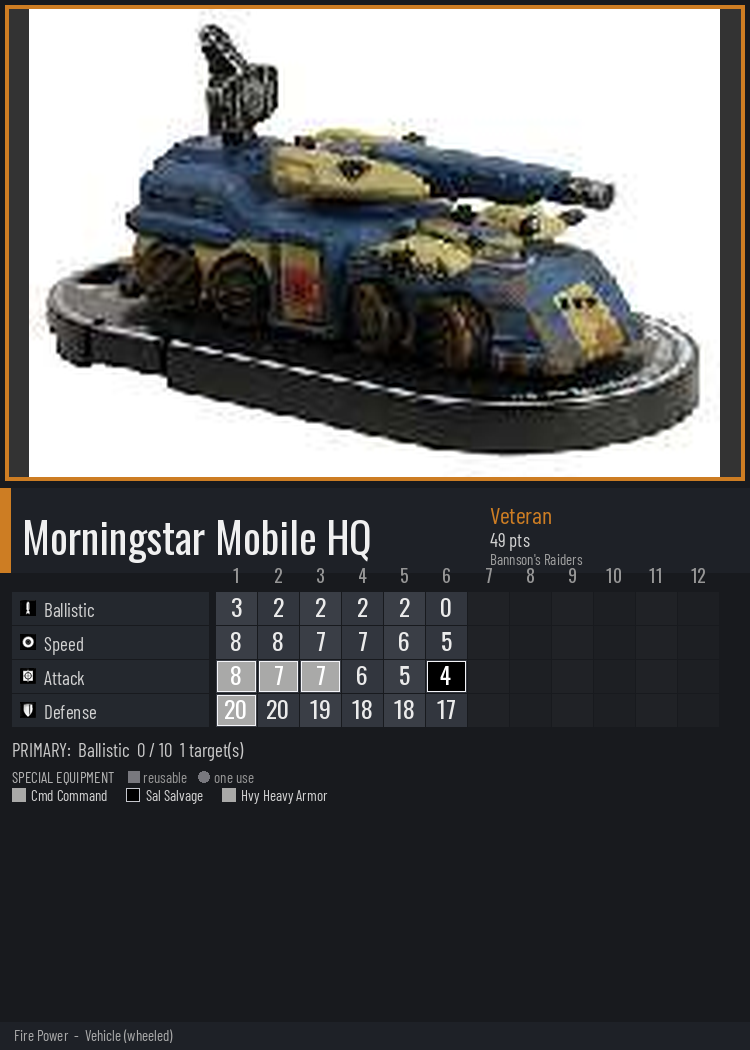 Morningstar Mobile HQ
Veteran
49 pts
Bannson's Raiders
1 2 3 4 5 6 7 8 9 10 11 12
Ballistic 3 2 2 2 2 0
Speed 8 8 7 7 6 5
Attack 8 7 7 6 5 4
Defense 20 20 19 18 18 17
PRIMARY: Ballistic 0 / 10 1 target(s)
SPECIAL EQUIPMENT reusable one use
Cmd Command Sal Salvage Hvy Heavy Armor
Fire Power - Vehicle (wheeled)